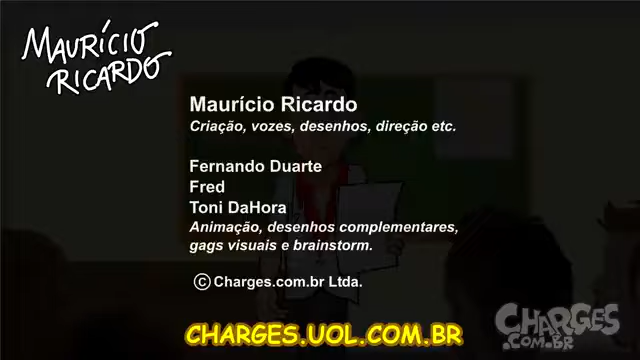 MAURÍCIO
RICARDO
Maurício Ricardo
Criação, vozes, desenhos, direção etc.
Fernando Duarte
Fred
Toni DaHora
Animação, desenhos complementares,
gags visuais e brainstorm.
© Charges.com.br Ltda.
CHARGES.UOL.COM.BR
CHARGES
.COM.BR